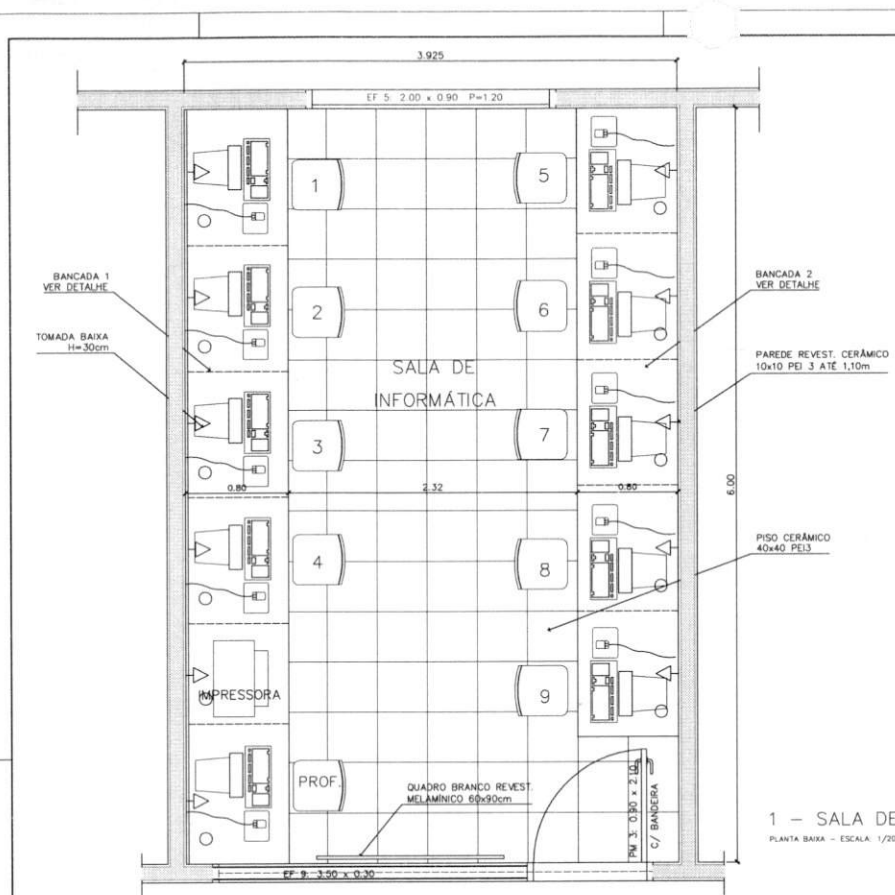 3.925
EF 5: 2.00 x 0.90 P=1.20
1
5
BANCADA 1
VER DETALHE
BANCADA 2
VER DETALHE
2
6
TOMADA BAIXA
H=30cm
PAREDE REVEST. CERÂMICO
10x10 PEI 3 ATÉ 1,10m
SALA DE
INFORMÁTICA
3
7
0.80
2.32
0.80
6.00
PISO CERÂMICO
40x40 PEI3
4
8
IMPRESSORA
9
PROF.
QUADRO BRANCO REVEST.
MELAMÍNICO 60x90cm
PM 3: 0.90 x 2.10
C/ BANDEIRA
1 - SALA DE
PLANTA BAIXA - ESCALA: 1/20
EF 9: 3.50 x 0.30